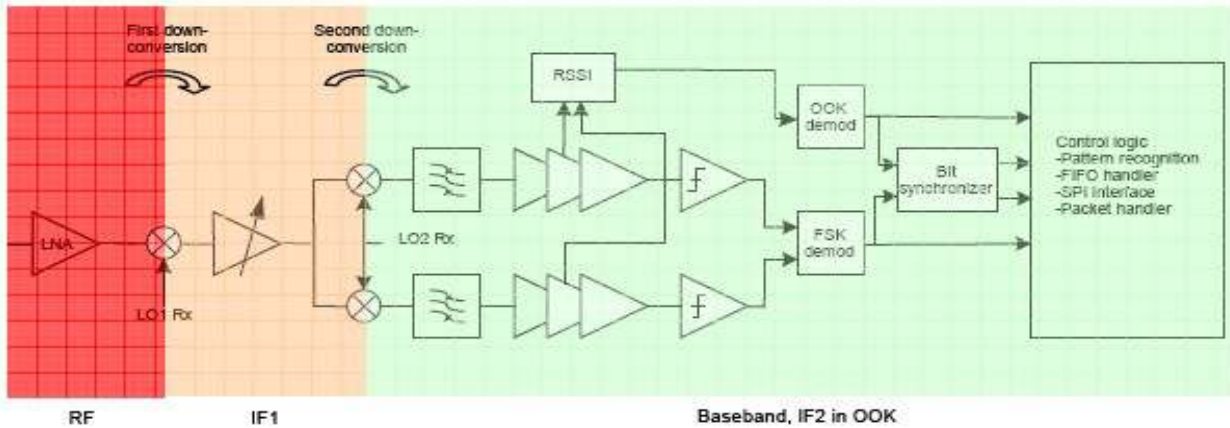 First down-
conversion
Second down-
conversion
RSSI
OOK
demod
Control logic
-Pattern recognition
-FIFO handler
-SPI Interface
-Packet handler
Bit
synchronizer
LNA
LO2 Rx
FSK
demod
LO1 Rx
RF
IF1
Baseband, IF2 in OOK